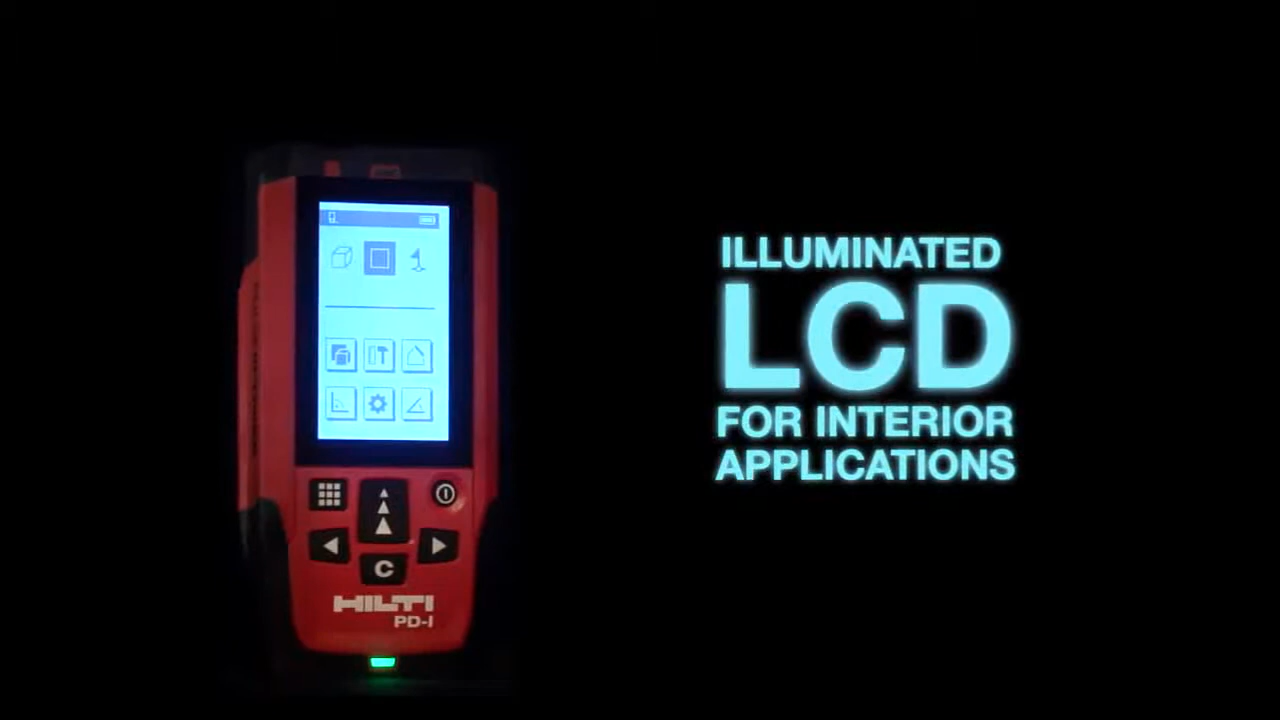 ILLUMINATED
LCD
FOR INTERIOR
APPLICATIONS
C
HILTI
PD-I